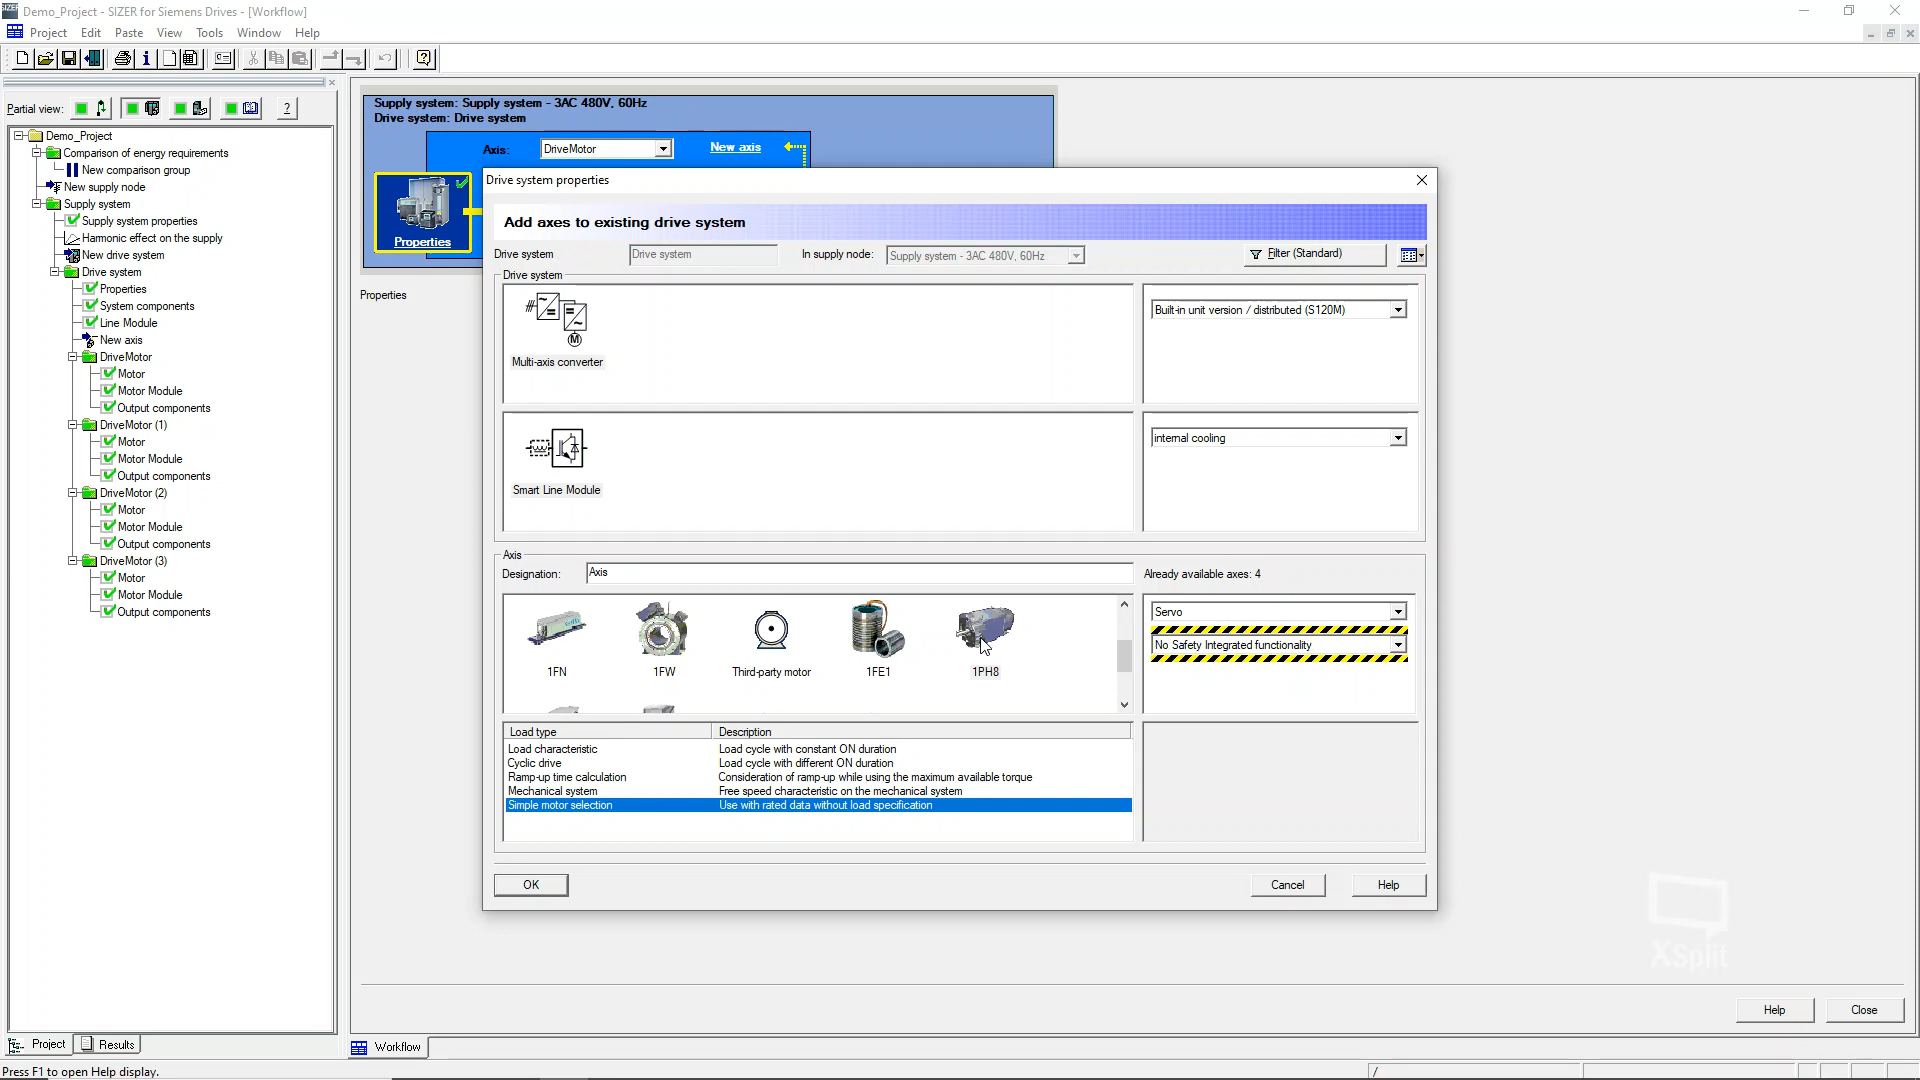 Demo_Project - SIZER for Siemens Drives - [Workflow]
Project Edit Paste View Tools Window Help
Partial view: ?
Demo_Project
Comparison of energy requirements
New comparison group
New supply node
Supply system
Supply system properties
Harmonic effect on the supply
New drive system
Drive system
Properties
System components
Line Module
New axis
DriveMotor
Motor
Motor Module
Output components
DriveMotor (1)
Motor
Motor Module
Output components
DriveMotor (2)
Motor
Motor Module
Output components
DriveMotor (3)
Motor
Motor Module
Output components
Project Results
Supply system: Supply system - 3AC 480V, 60Hz
Drive system: Drive system
Axis: DriveMotor New axis
Properties
Properties
Drive system properties
Add axes to existing drive system
Drive system Drive system In supply node: Supply system - 3AC 480V, 60Hz Filter (Standard)
Drive system
Multi-axis converter
Built-in unit version / distributed (S120M)
Smart Line Module
internal cooling
Axis
Designation: Axis Already available axes: 4
1FN 1FW Third-party motor 1FE1 1PH8
Servo
No Safety Integrated functionality
Load type Description
Load characteristic Load cycle with constant ON duration
Cyclic drive Load cycle with different ON duration
Ramp-up time calculation Consideration of ramp-up while using the maximum available torque
Mechanical system Free speed characteristic on the mechanical system
Simple motor selection Use with rated data without load specification
OK Cancel Help
XSplit
Help Close
Workflow
Press F1 to open Help display. /